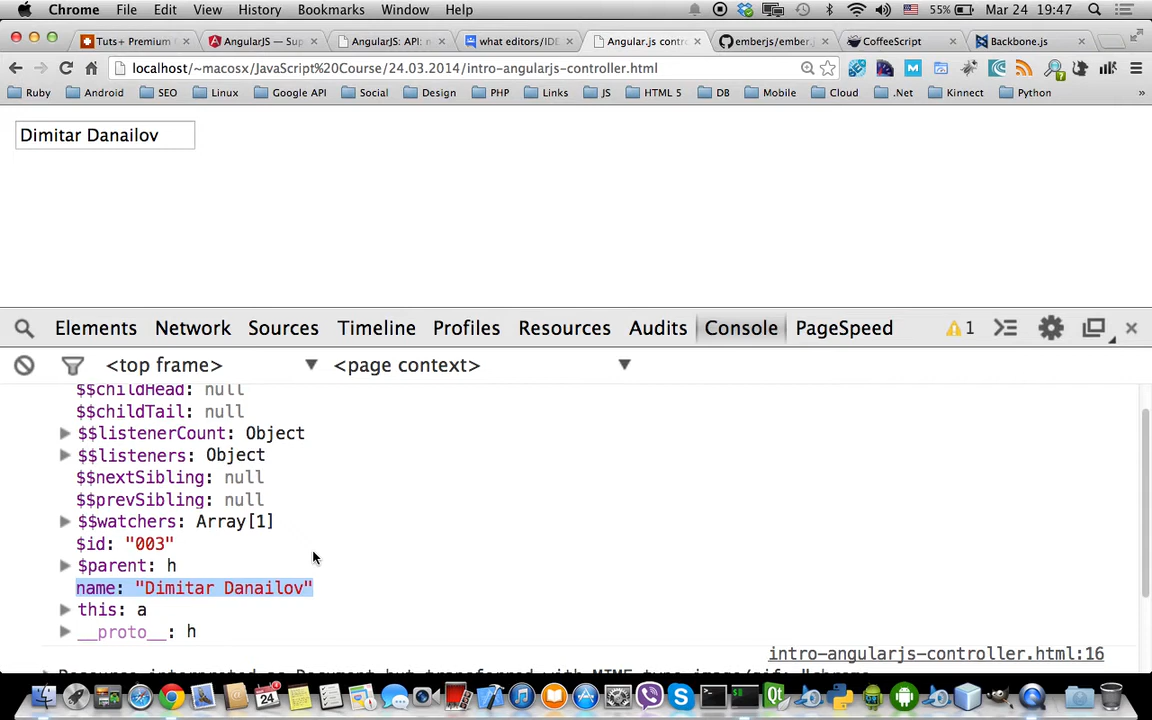 Chrome File Edit View History Bookmarks Window Help 55% Mar 24 19:47
Tuts+ Premium AngularJS — Sup AngularJS: API: n what editors/IDE Angular.js contr emberjs/ember. CoffeeScript Backbone.js
localhost/~macosx/JavaScript%20Course/24.03.2014/intro-angularjs-controller.html
Ruby Android SEO Linux Google API Social Design PHP Links JS HTML 5 DB Mobile Cloud .Net Kinnect Python »
Dimitar Danailov
Elements Network Sources Timeline Profiles Resources Audits Console PageSpeed 1
<top frame> <page context>
$$childHead: null
$$childTail: null
$$listenerCount: Object
$$listeners: Object
$$nextSibling: null
$$prevSibling: null
$$watchers: Array[1]
$id: "003"
$parent: h
name: "Dimitar Danailov"
this: a
__proto__: h
intro-angularjs-controller.html:16